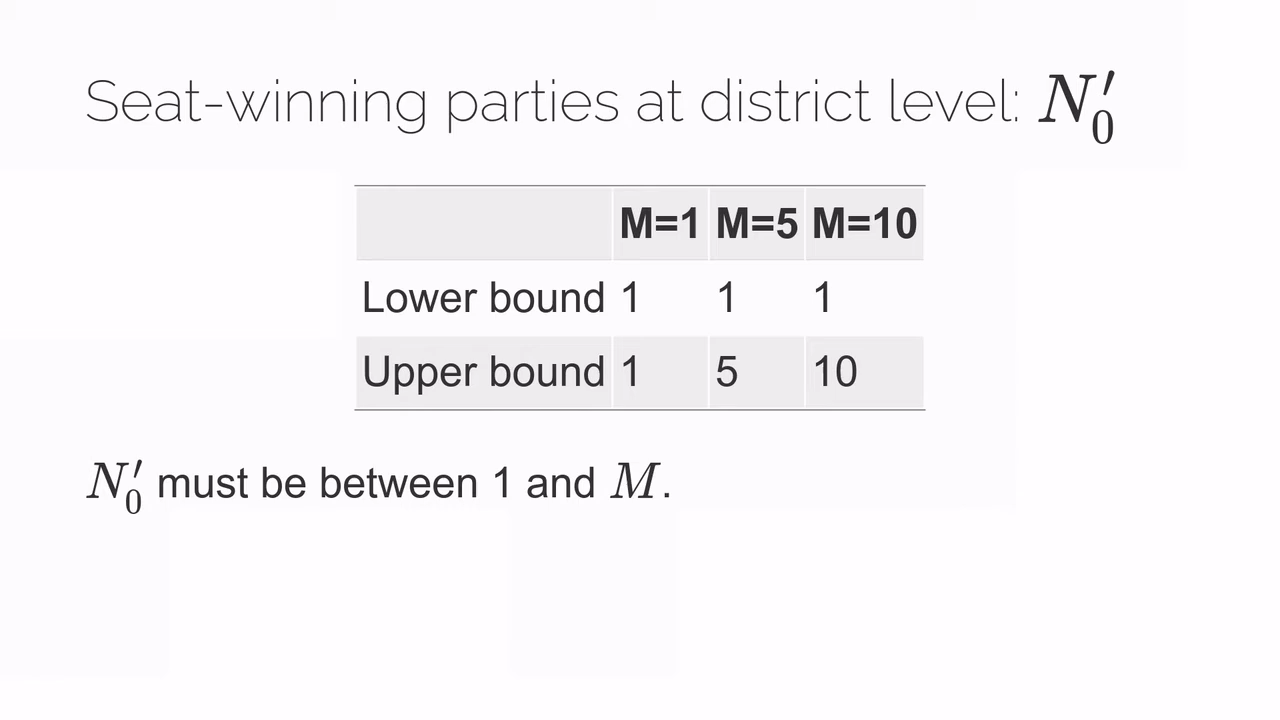 Seat-winning parties at district level: N′₀
M=1 M=5 M=10
Lower bound 1 1 1
Upper bound 1 5 10
N′₀ must be between 1 and M.